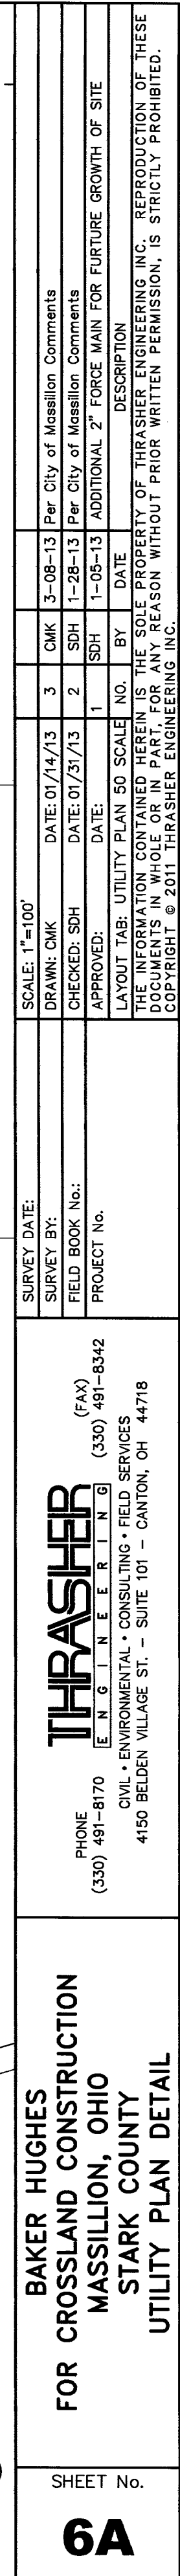 SHEET No.
6A
BAKER HUGHES
FOR CROSSLAND CONSTRUCTION
MASSILLION, OHIO
STARK COUNTY
UTILITY PLAN DETAIL
THRASHER
ENGINEERING
PHONE
(330) 491-8170
(FAX)
(330) 491-8342
CIVIL • ENVIRONMENTAL • CONSULTING • FIELD SERVICES
4150 BELDEN VILLAGE ST. - SUITE 101 - CANTON, OH 44718
SURVEY DATE:
SURVEY BY:
FIELD BOOK No.:
PROJECT No.
SCALE: 1"=100'
DRAWN: CMK DATE: 01/14/13
CHECKED: SDH DATE: 01/31/13
APPROVED: DATE:
LAYOUT TAB: UTILITY PLAN 50 SCALE
3 CMK 3-08-13 Per City of Massillon Comments
2 SDH 1-28-13 Per City of Massillon Comments
1 SDH 1-05-13 ADDITIONAL 2" FORCE MAIN FOR FURTURE GROWTH OF SITE
NO. BY DATE DESCRIPTION
THE INFORMATION CONTAINED HEREIN IS THE SOLE PROPERTY OF THRASHER ENGINEERING INC. REPRODUCTION OF THESE
DOCUMENTS IN WHOLE OR IN PART, FOR ANY REASON WITHOUT PRIOR WRITTEN PERMISSION, IS STRICTLY PROHIBITED.
COPYRIGHT © 2011 THRASHER ENGINEERING INC.